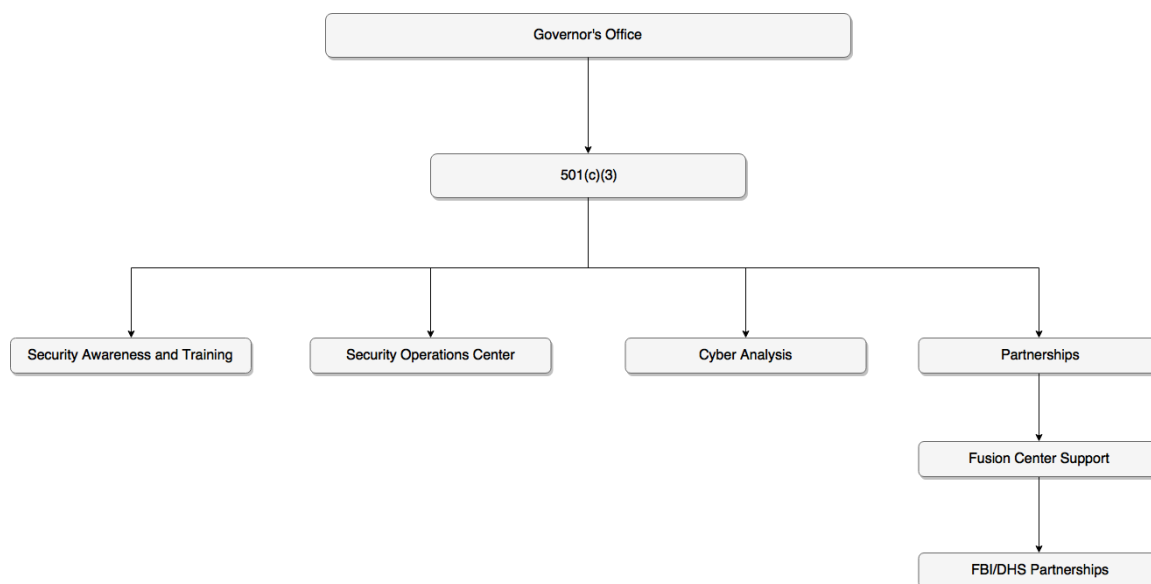 Governor's Office
501(c)(3)
Security Awareness and Training
Security Operations Center
Cyber Analysis
Partnerships
Fusion Center Support
FBI/DHS Partnerships